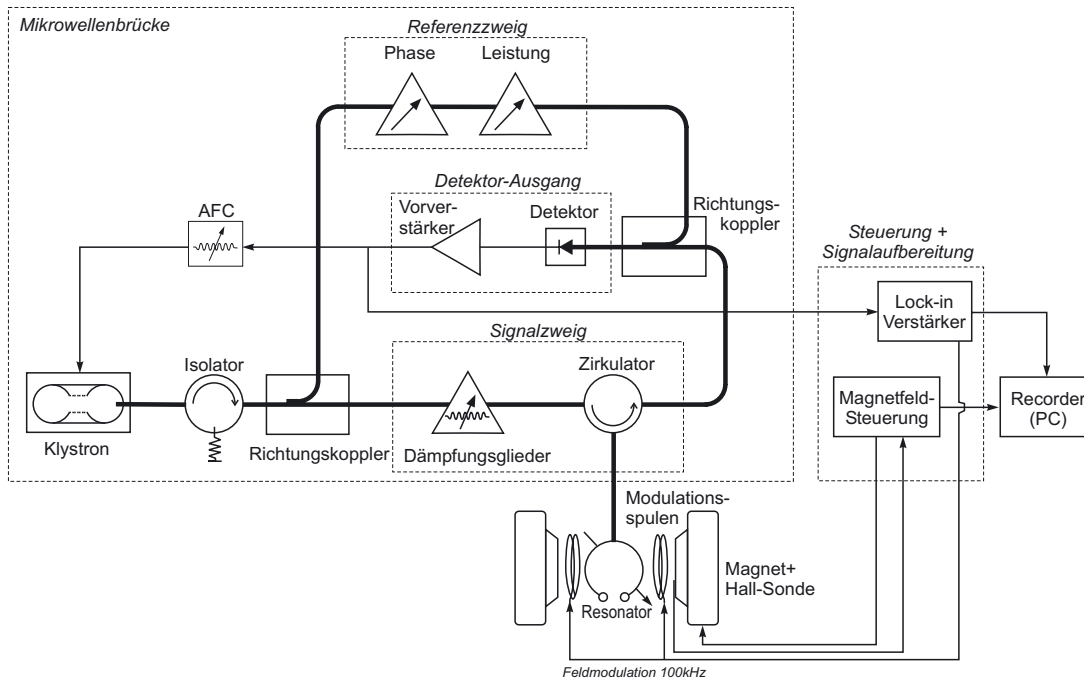 Mikrowellenbrücke
Referenzzweig
Phase
Leistung
Detektor-Ausgang
Vorver-
stärker
Detektor
Richtungs-
koppler
AFC
Steuerung +
Signalaufbereitung
Lock-in
Verstärker
Signalzweig
Isolator
Zirkulator
Klystron
Richtungskoppler
Dämpfungsglieder
Magnetfeld-
Steuerung
Recorder
(PC)
Modulations-
spulen
Magnet+
Hall-Sonde
Resonator
Feldmodulation 100kHz